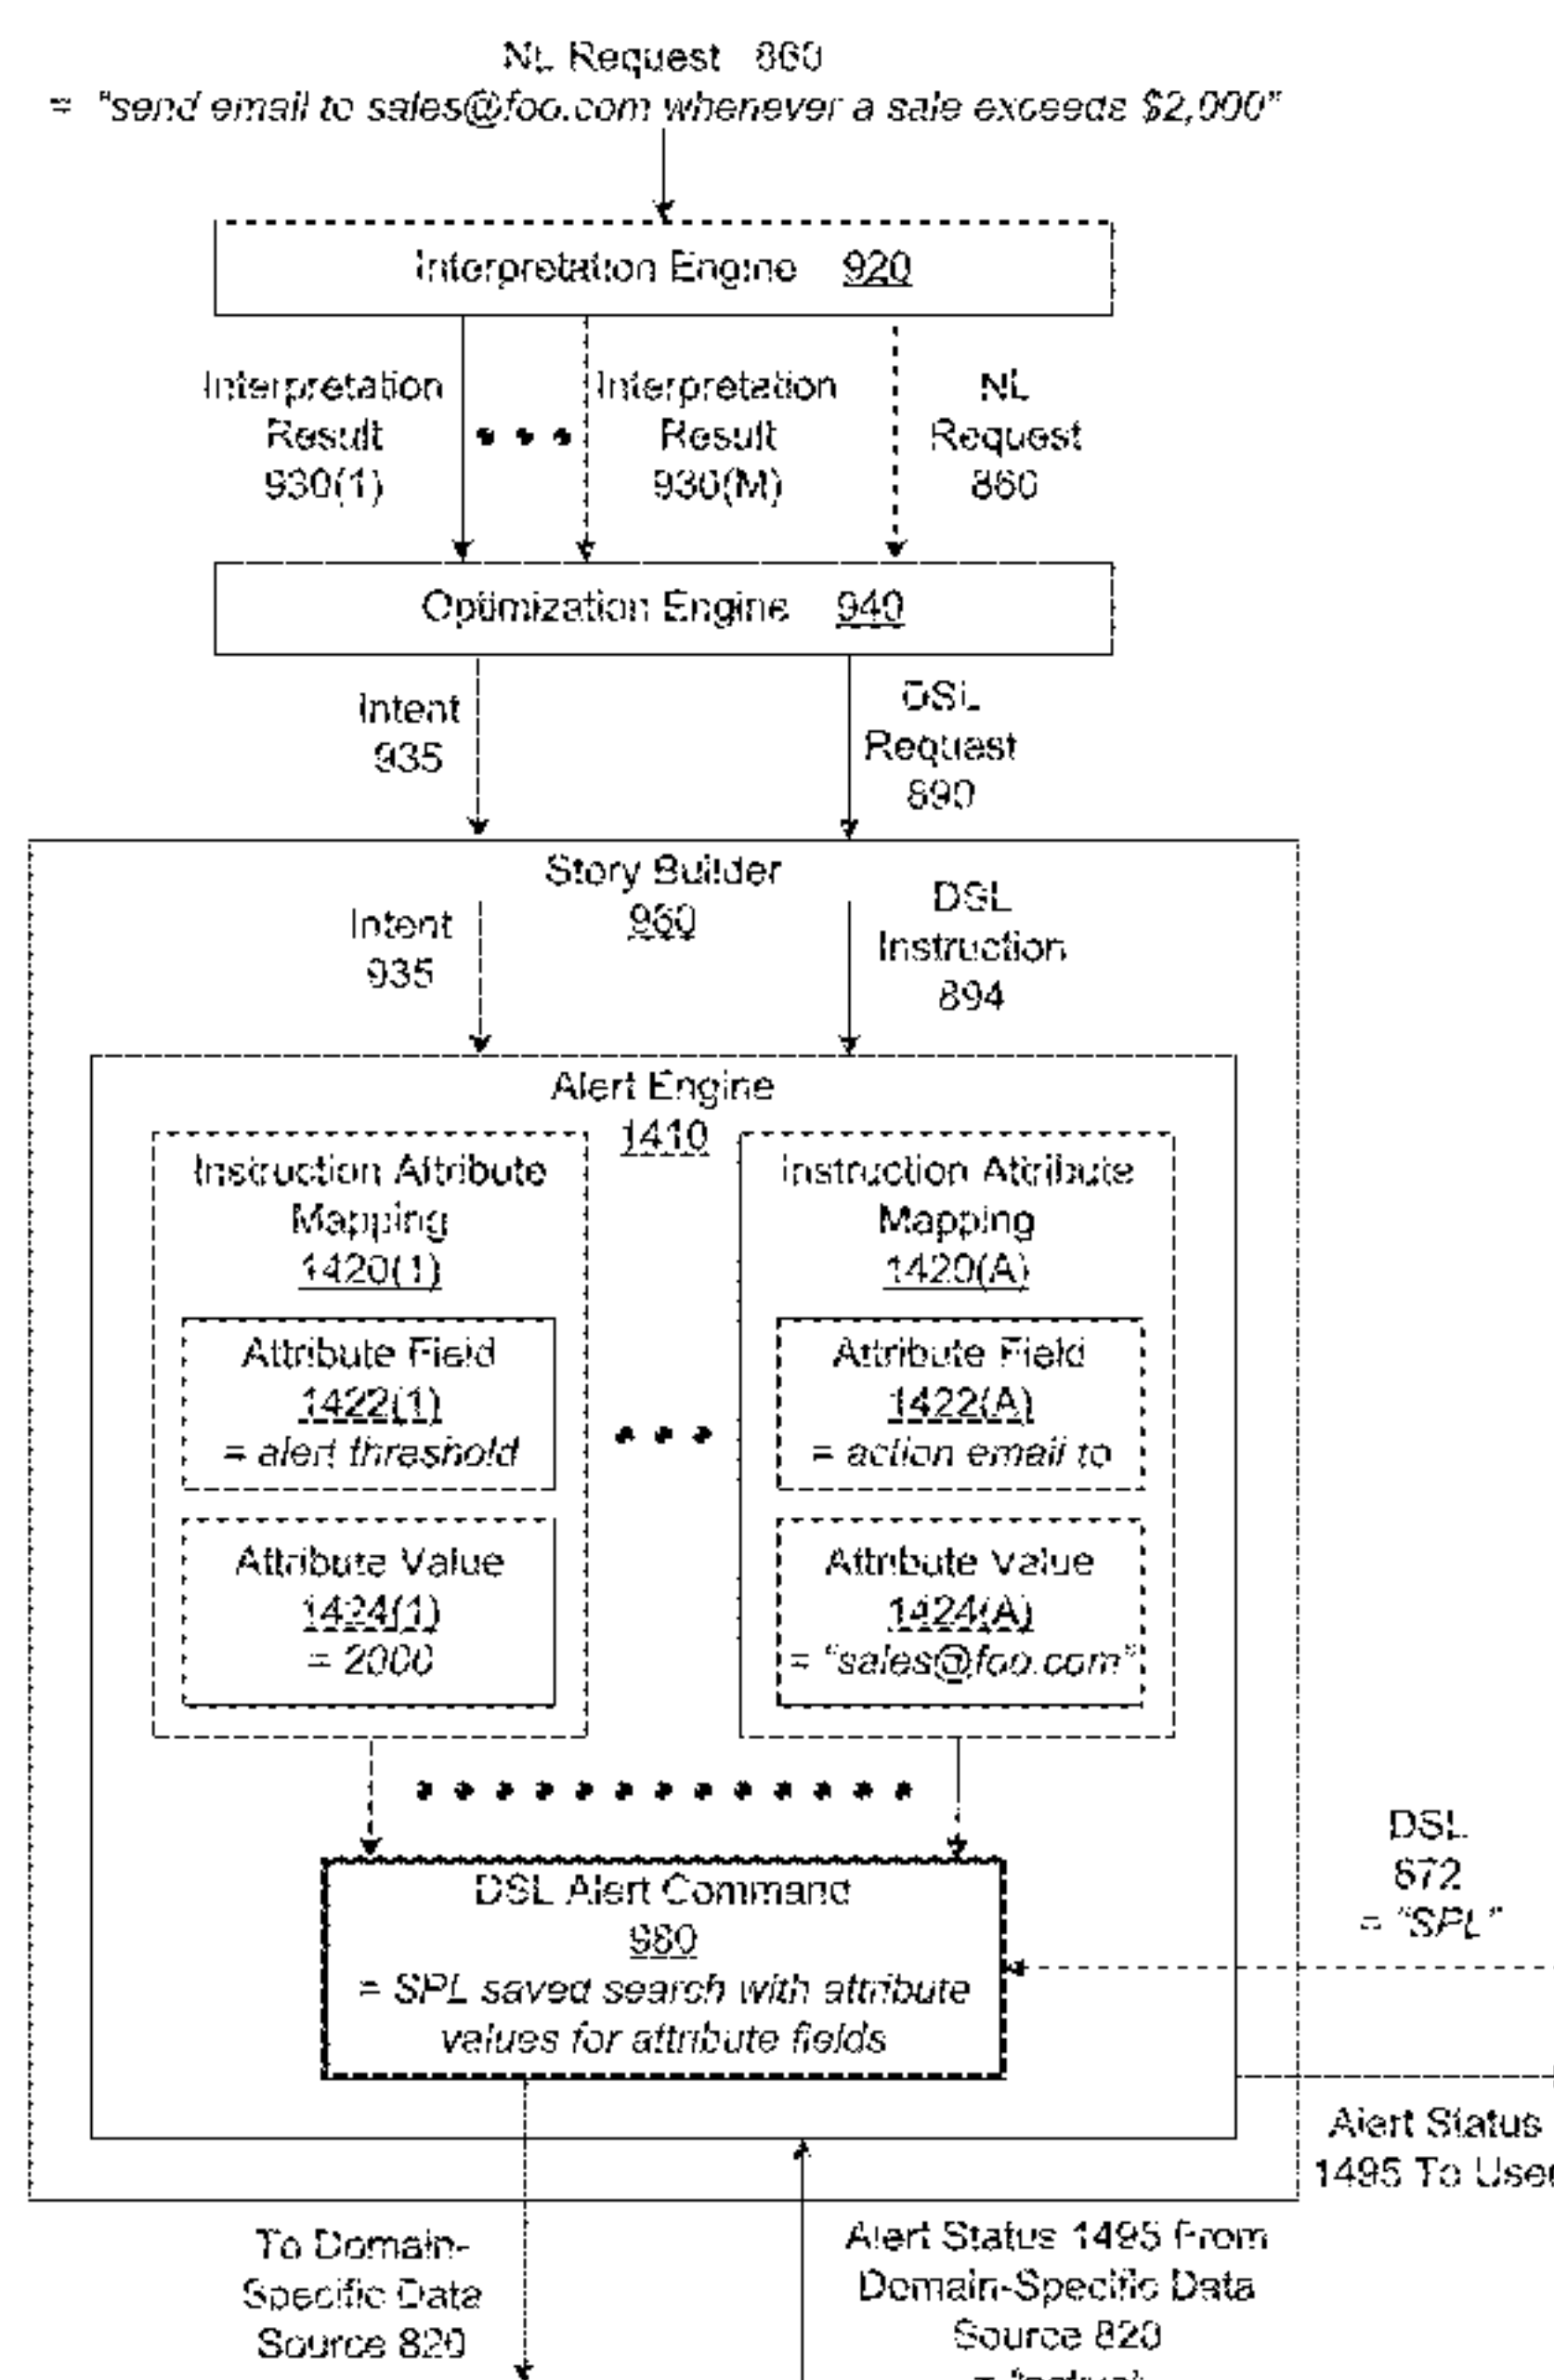 NL Request 860
= "send email to sales@foo.com whenever a sale exceeds $2,000"
Interpretation Engine 920
Interpretation
Result
930(1)
Interpretation
Result
930(M)
NL
Request
860
Optimization Engine 940
Intent
935
DSL
Request
890
Story Builder
960
Intent
935
DSL
Instruction
894
Alert Engine
1410
Instruction Attribute
Mapping
1420(1)
Attribute Field
1422(1)
= alert threshold
Attribute Value
1424(1)
= 2000
Instruction Attribute
Mapping
1420(A)
Attribute Field
1422(A)
= action email to
Attribute Value
1424(A)
= "sales@foo.com"
DSL Alert Command
980
= SPL saved search with attribute
values for attribute fields
DSL
872
= "SPL"
Alert Status
1495 To User
To Domain-
Specific Data
Source 820
Alert Status 1495 From
Domain-Specific Data
Source 820